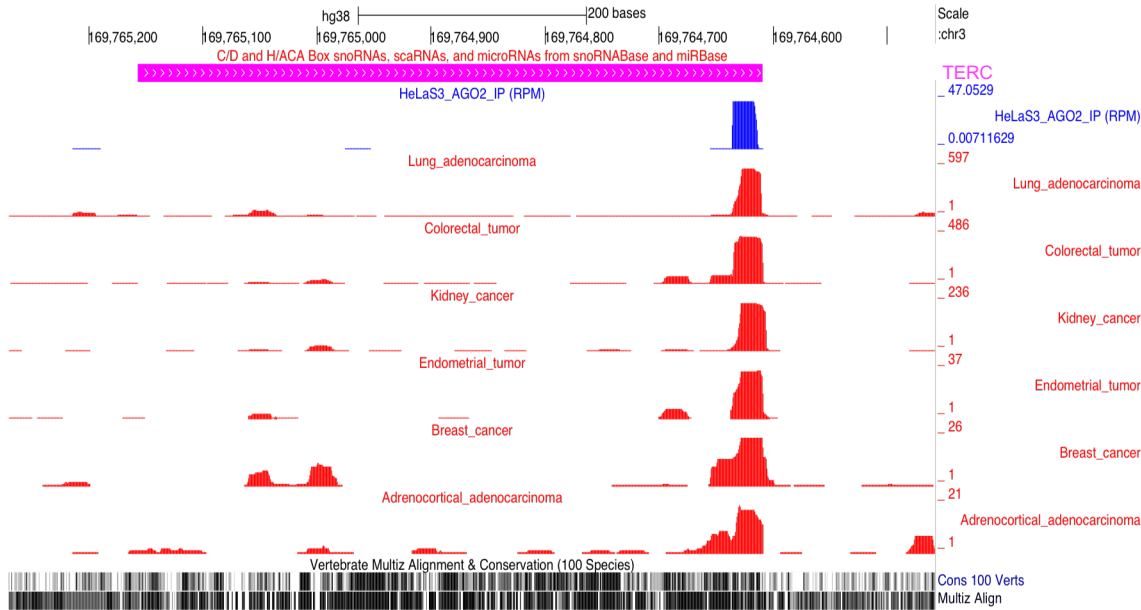 hg38 200 bases Scale
169,765,200 169,765,100 169,765,000 169,764,900 169,764,800 169,764,700 169,764,600 :chr3
C/D and H/ACA Box snoRNAs, scaRNAs, and microRNAs from snoRNABase and miRBase
TERC
HeLaS3_AGO2_IP (RPM) 47.0529
HeLaS3_AGO2_IP (RPM)
0.00711629
Lung_adenocarcinoma 597
Lung_adenocarcinoma
1
Colorectal_tumor 486
Colorectal_tumor
1
Kidney_cancer 236
Kidney_cancer
1
Endometrial_tumor 37
Endometrial_tumor
1
Breast_cancer 26
Breast_cancer
1
Adrenocortical_adenocarcinoma 21
Adrenocortical_adenocarcinoma
1
Vertebrate Multiz Alignment & Conservation (100 Species)
Cons 100 Verts
Multiz Align